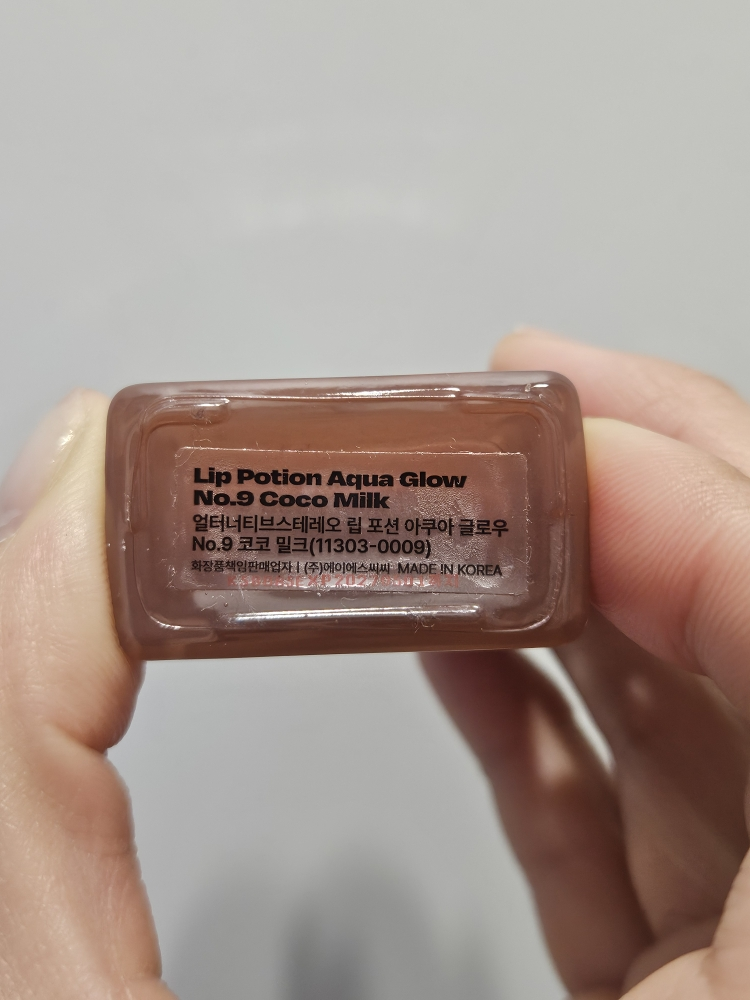 Lip Potion Aqua Glow
No.9 Coco Milk
얼터너티브스테레오 립 포션 아쿠아 글로우
No.9 코코 밀크(11303-0009)
화장품책임판매업자 | (주)에이에스씨씨 MADE IN KOREA